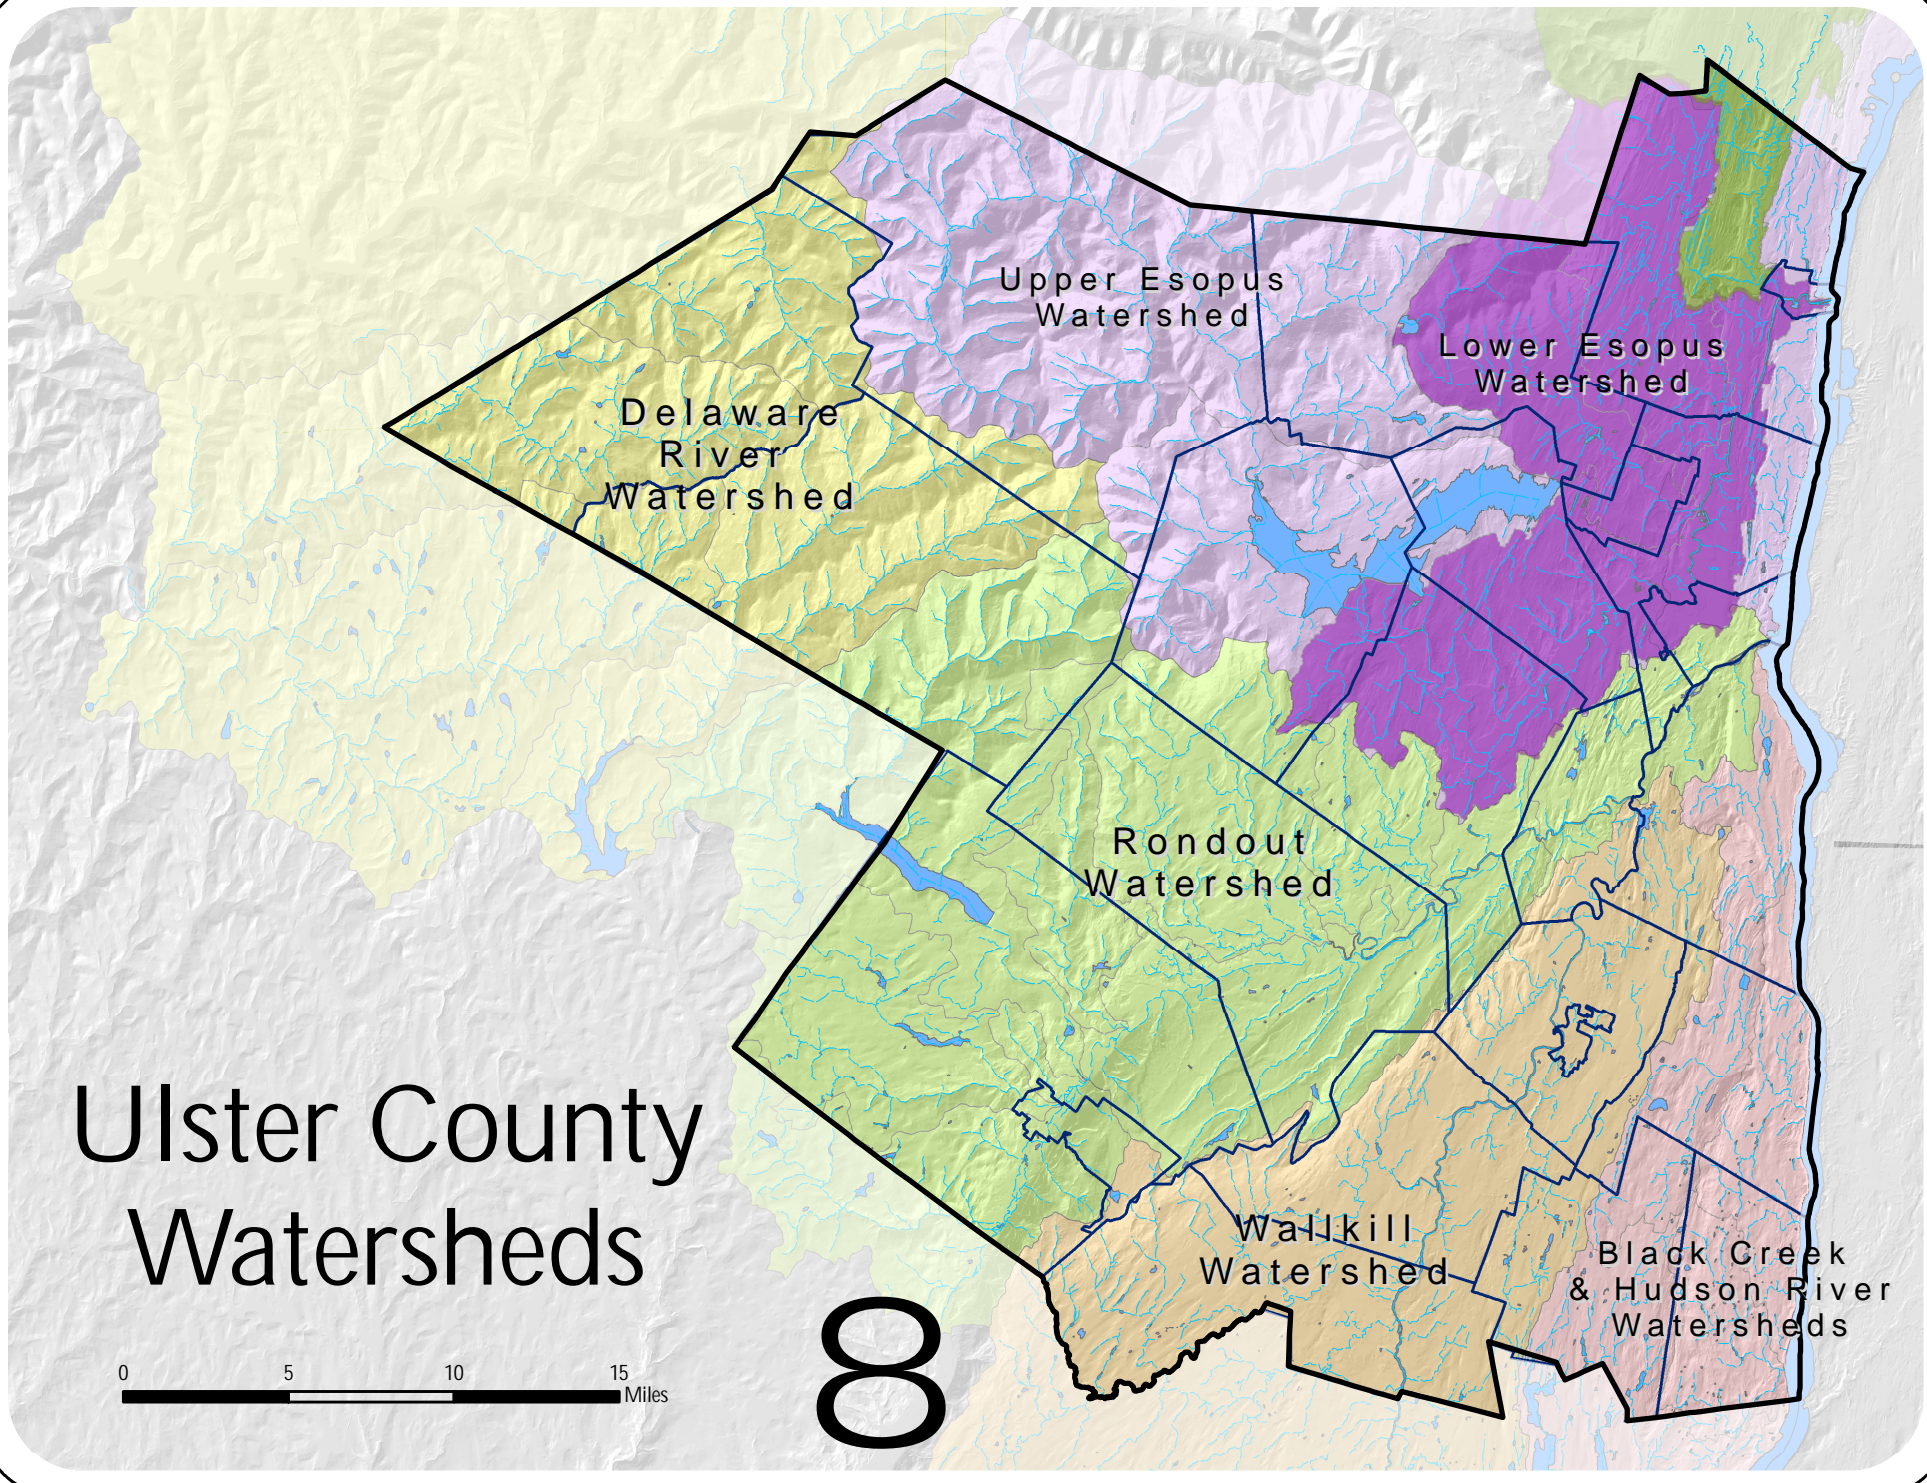 Upper Esopus
Watershed
Lower Esopus
Watershed
Delaware
River
Watershed
Rondout
Watershed
Ulster County
Watersheds
Wallkill
Watershed
Black Creek
& Hudson River
Watersheds
8
0 5 10 15
Miles